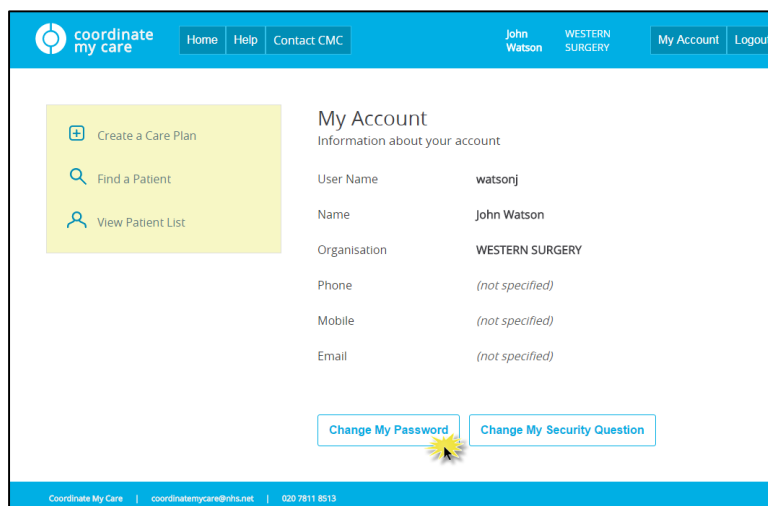 coordinate
my care
Home Help Contact CMC
John
Watson
WESTERN
SURGERY
My Account Logout
Create a Care Plan
Find a Patient
View Patient List
My Account
Information about your account
User Name watsonj
Name John Watson
Organisation WESTERN SURGERY
Phone (not specified)
Mobile (not specified)
Email (not specified)
Change My Password Change My Security Question
Coordinate My Care | coordinatemycare@nhs.net | 020 7811 8513